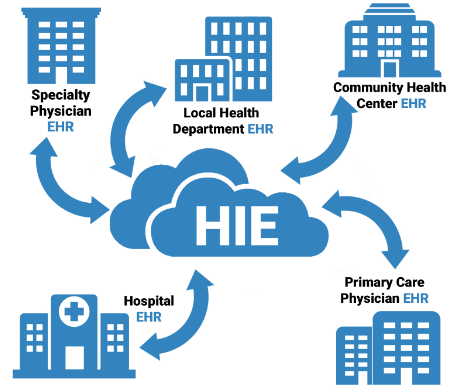 Specialty
Physician
EHR
Local Health
Department EHR
Community Health
Center EHR
HIE
Hospital
EHR
Primary Care
Physician EHR